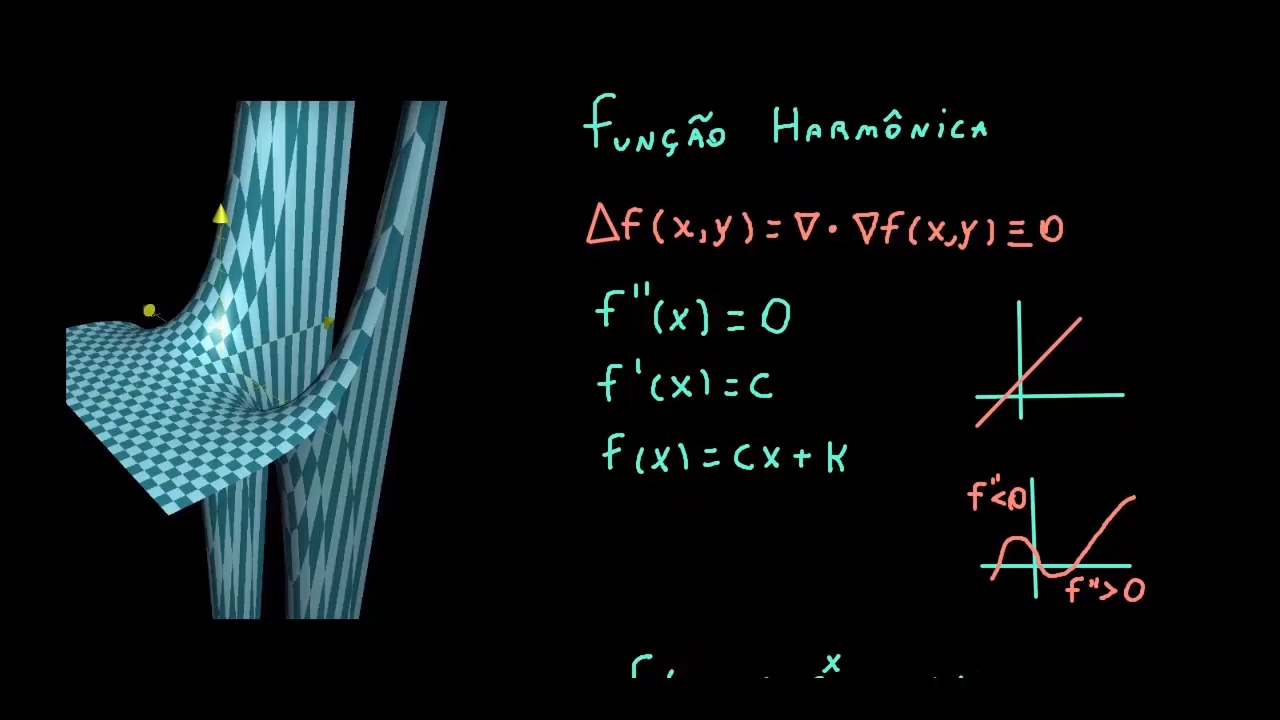 Função Harmônica
Δf(x,y)=∇·∇f(x,y)≡0
f''(x)=0
f'(x)=c
f(x)=cx+k
f''<0
f''>0